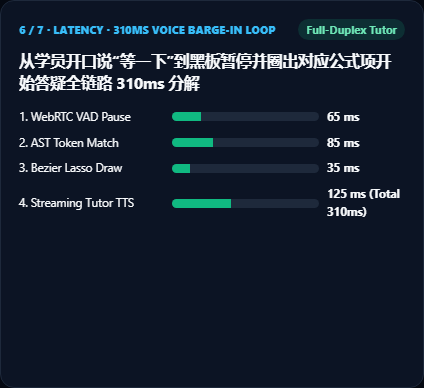 6 / 7 · LATENCY · 310MS VOICE BARGE-IN LOOP
Full-Duplex Tutor
从学员开口说“等一下”到黑板暂停并圈出对应公式项开
始答疑全链路 310ms 分解
1. WebRTC VAD Pause 65 ms
2. AST Token Match 85 ms
3. Bezier Lasso Draw 35 ms
4. Streaming Tutor TTS 125 ms (Total
310ms)